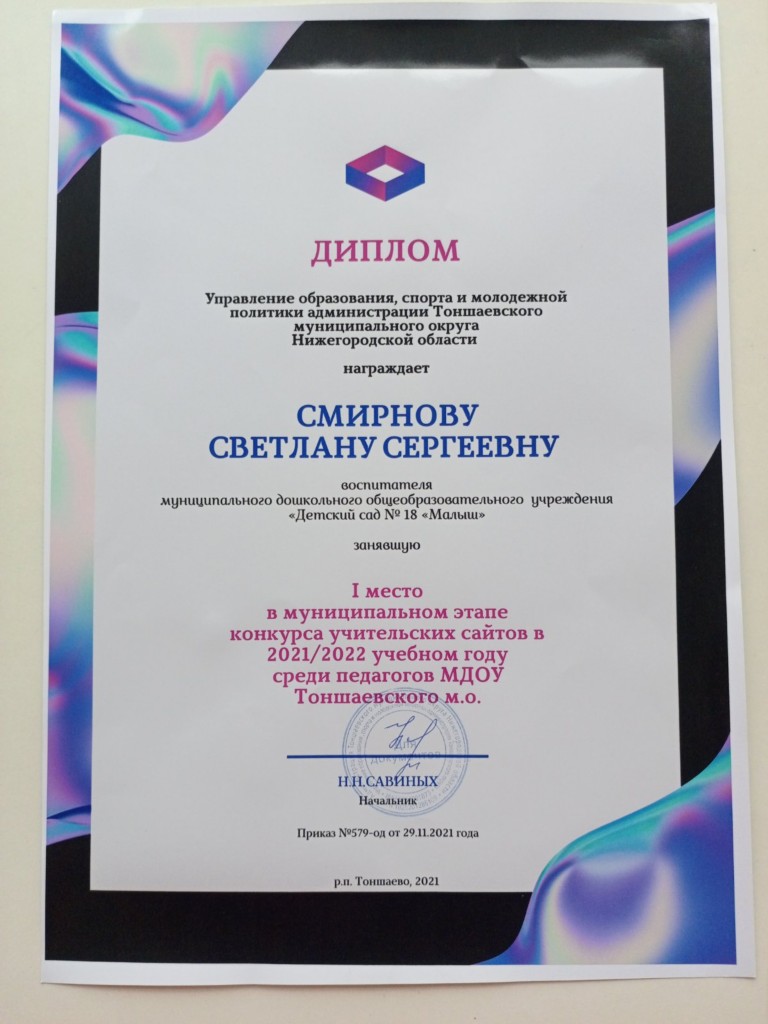 ДИПЛОМ
Управление образования, спорта и молодежной
политики администрации Тоншаевского
муниципального округа
Нижегородской области
награждает
СМИРНОВУ
СВЕТЛАНУ СЕРГЕЕВНУ
воспитателя
муниципального дошкольного общеобразовательного учреждения
«Детский сад № 18 «Малыш»
занявшую
I место
в муниципальном этапе
конкурса учительских сайтов в
2021/2022 учебном году
среди педагогов МДОУ
Тоншаевского м.о.
Для
документов
Н.Н.САВИНЫХ
Начальник
Приказ №579-од от 29.11.2021 года
р.п. Тоншаево, 2021